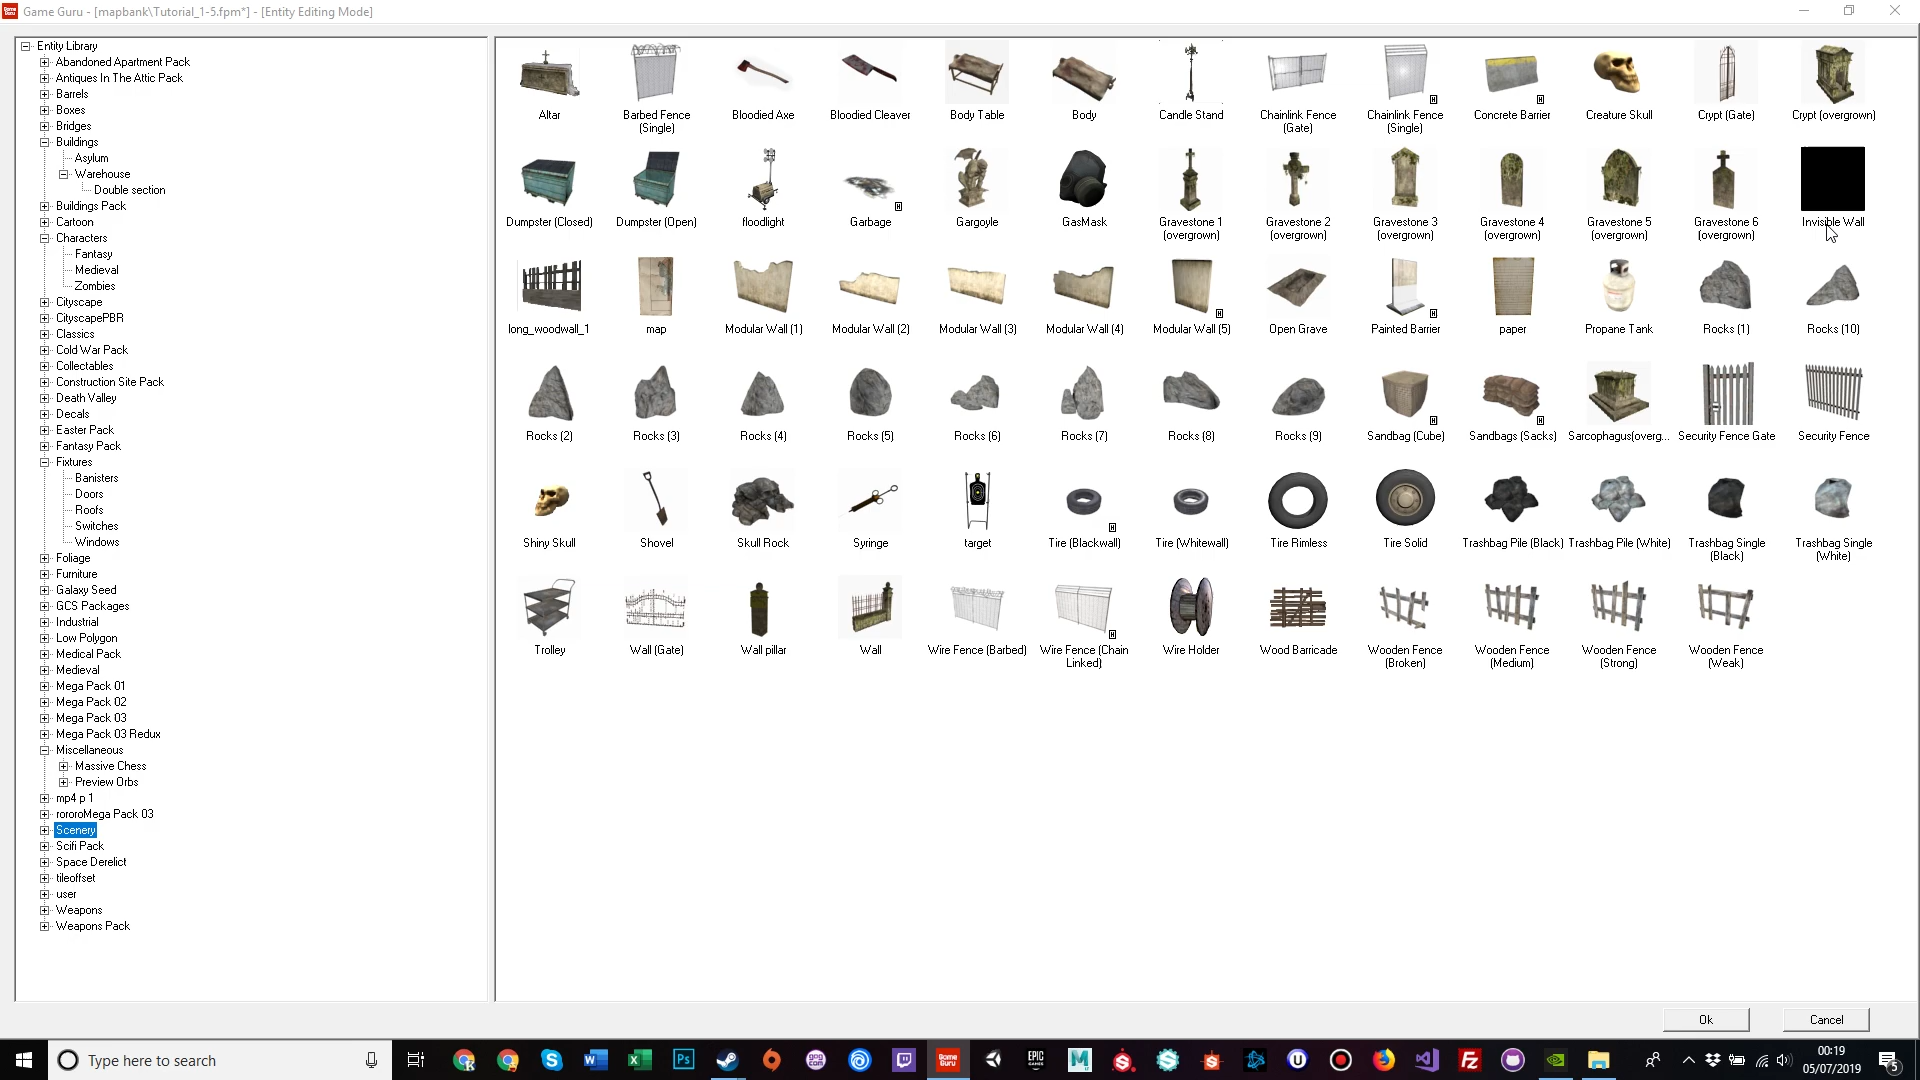 Game Guru - [mapbank\Tutorial_1-5.fpm*] - [Entity Editing Mode]
Entity Library
Abandoned Apartment Pack
Antiques In The Attic Pack
Barrels
Boxes
Bridges
Buildings
Asylum
Warehouse
Double section
Buildings Pack
Cartoon
Characters
Fantasy
Medieval
Zombies
Cityscape
CityscapePBR
Classics
Cold War Pack
Collectables
Construction Site Pack
Death Valley
Decals
Easter Pack
Fantasy Pack
Fixtures
Banisters
Doors
Roofs
Switches
Windows
Foliage
Furniture
Galaxy Seed
GCS Packages
Industrial
Low Polygon
Medical Pack
Medieval
Mega Pack 01
Mega Pack 02
Mega Pack 03
Mega Pack 03 Redux
Miscellaneous
Massive Chess
Preview Orbs
mp4 p 1
rororoMega Pack 03
Scenery
Scifi Pack
Space Derelict
tileoffset
user
Weapons
Weapons Pack
Altar
Barbed Fence
(Single)
Bloodied Axe
Bloodied Cleaver
Body Table
Body
Candle Stand
Chainlink Fence
(Gate)
Chainlink Fence
(Single)
Concrete Barrier
Creature Skull
Crypt (Gate)
Crypt (overgrown)
Dumpster (Closed)
Dumpster (Open)
floodlight
Garbage
Gargoyle
GasMask
Gravestone 1
(overgrown)
Gravestone 2
(overgrown)
Gravestone 3
(overgrown)
Gravestone 4
(overgrown)
Gravestone 5
(overgrown)
Gravestone 6
(overgrown)
Invisible Wall
long_woodwall_1
map
Modular Wall (1)
Modular Wall (2)
Modular Wall (3)
Modular Wall (4)
Modular Wall (5)
Open Grave
Painted Barrier
paper
Propane Tank
Rocks (1)
Rocks (10)
Rocks (2)
Rocks (3)
Rocks (4)
Rocks (5)
Rocks (6)
Rocks (7)
Rocks (8)
Rocks (9)
Sandbag (Cube)
Sandbags (Sacks)
Sarcophagus(overg...
Security Fence Gate
Security Fence
Shiny Skull
Shovel
Skull Rock
Syringe
target
Tire (Blackwall)
Tire (Whitewall)
Tire Rimless
Tire Solid
Trashbag Pile (Black)
Trashbag Pile (White)
Trashbag Single
(Black)
Trashbag Single
(White)
Trolley
Wall (Gate)
Wall pillar
Wall
Wire Fence (Barbed)
Wire Fence (Chain
Linked)
Wire Holder
Wood Barricade
Wooden Fence
(Broken)
Wooden Fence
(Medium)
Wooden Fence
(Strong)
Wooden Fence
(Weak)
Ok
Cancel
Type here to search
00:19
05/07/2019
5